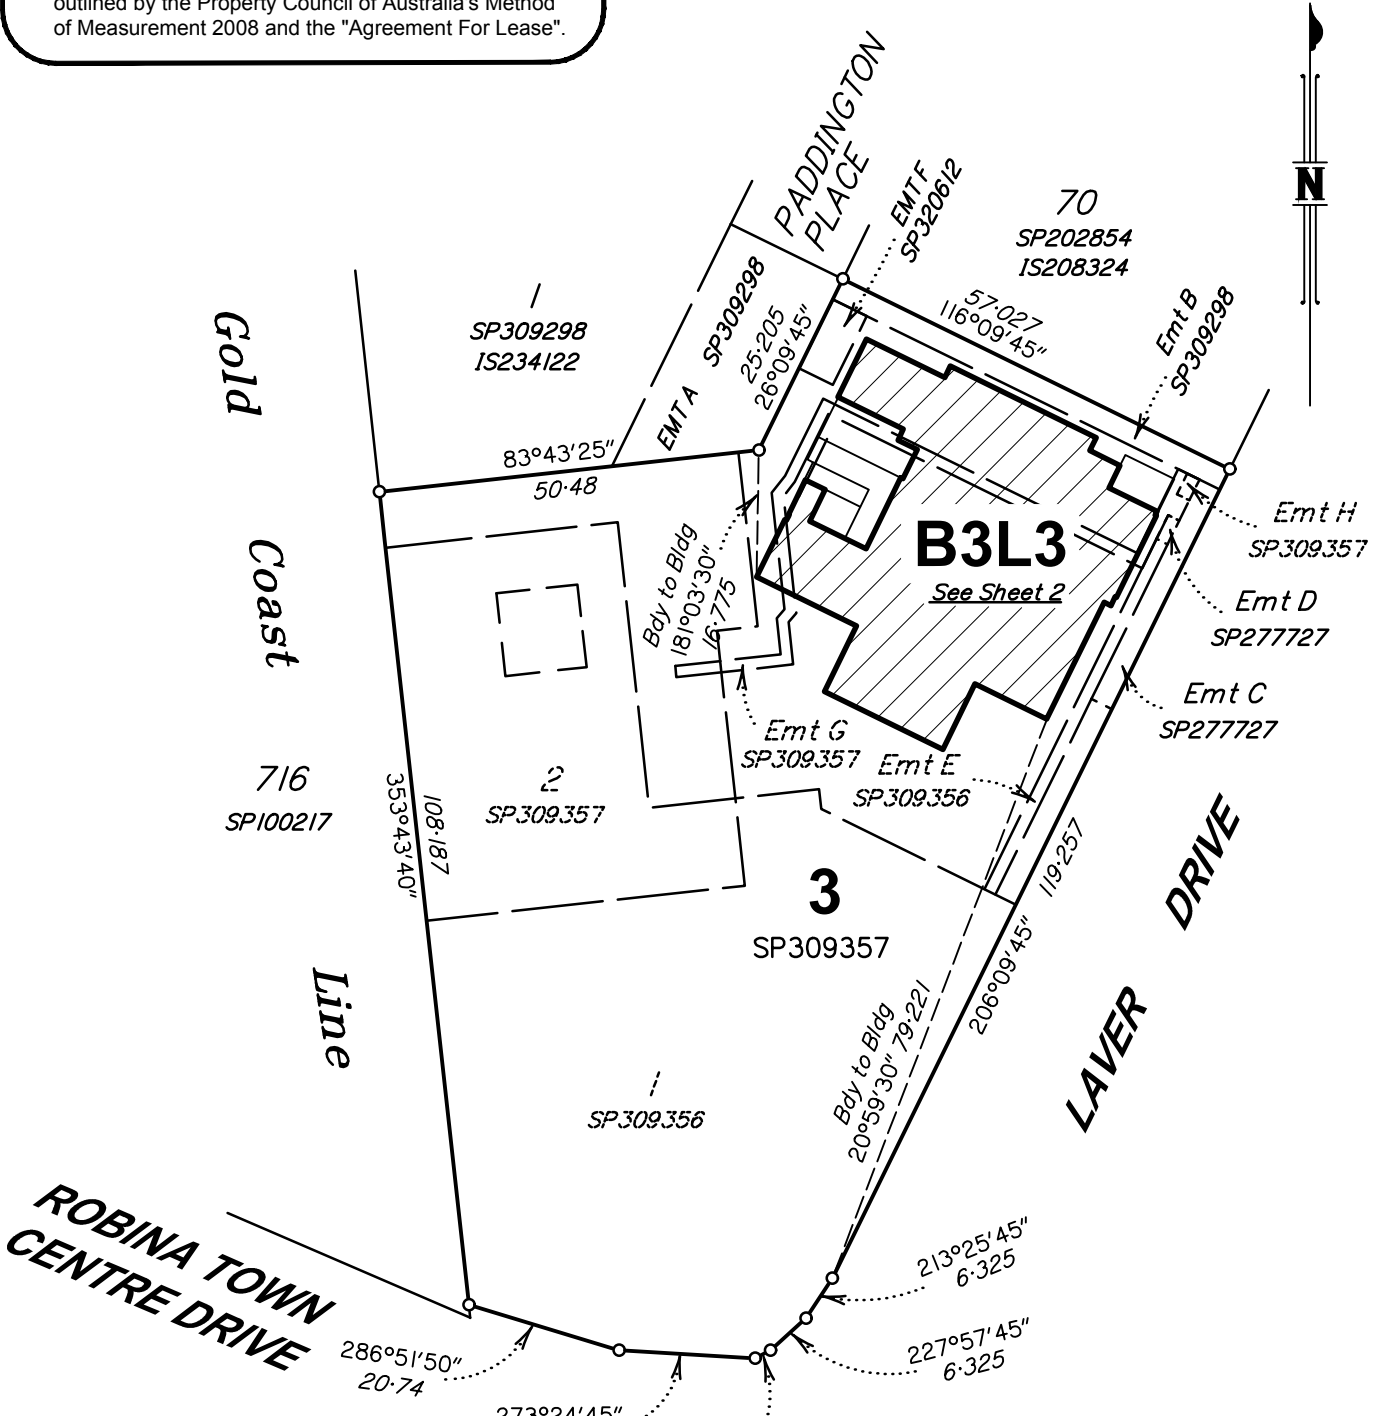 outlined by the Property Council of Australia's Method
of Measurement 2008 and the "Agreement For Lease".
N
PADDINGTON
PLACE
EMT F
SP320612
70
SP202854
IS208324
57·027
116°09'45"
Emt B
SP309298
1
SP309298
IS234122
EMT A
SP309298
25·205
26°09'45"
83°43'25"
50·48
Gold
Coast
Line
Bdy to Bldg
181°03'30"
16·775
B3L3
See Sheet 2
Emt H
SP309357
Emt D
SP277727
Emt C
SP277727
Emt G
SP309357
Emt E
SP309356
716
SP100217
353°43'40"
108·187
2
SP309357
3
SP309357
119·257
206°09'45"
LAVER DRIVE
Bdy to Bldg
20°59'30" 79·221
1
SP309356
ROBINA TOWN
CENTRE DRIVE
286°51'50"
20·74
213°25'45"
6·325
227°57'45"
6·325